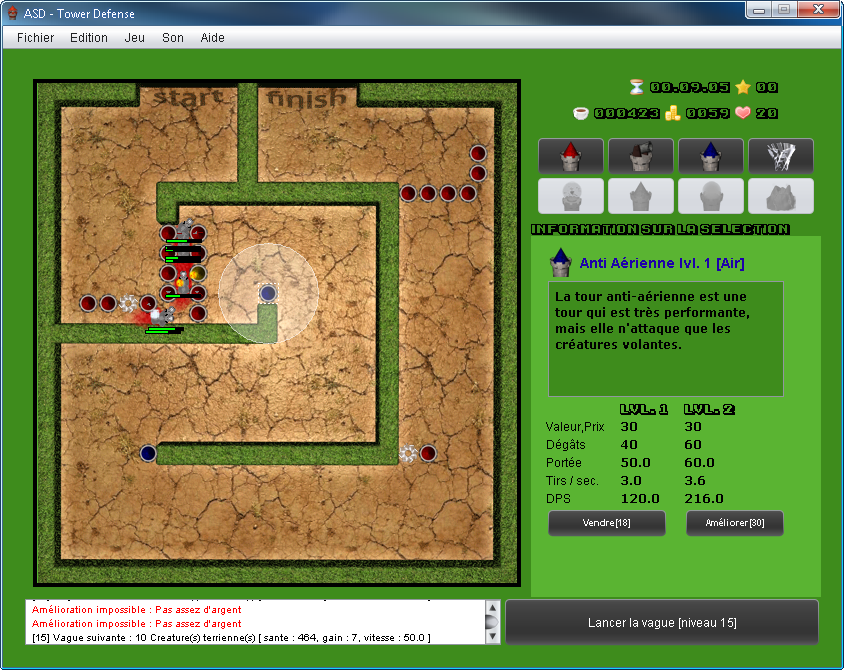 ASD - Tower Defense
Fichier Edition Jeu Son Aide
start finish
00.09.05 00
000423 0059 20
INFORMATION SUR LA SELECTION
Anti Aérienne lvl. 1 [Air]
La tour anti-aérienne est une
tour qui est très performante,
mais elle n'attaque que les
créatures volantes.
LVL. 1 LVL. 2
Valeur,Prix 30 30
Dégâts 40 60
Portée 50.0 60.0
Tirs / sec. 3.0 3.6
DPS 120.0 216.0
Vendre[18] Améliorer[30]
Amélioration impossible : Pas assez d'argent
Amélioration impossible : Pas assez d'argent
[15] Vague suivante : 10 Creature(s) terrienne(s) [ sante : 464, gain : 7, vitesse : 50.0 ]
Lancer la vague [niveau 15]